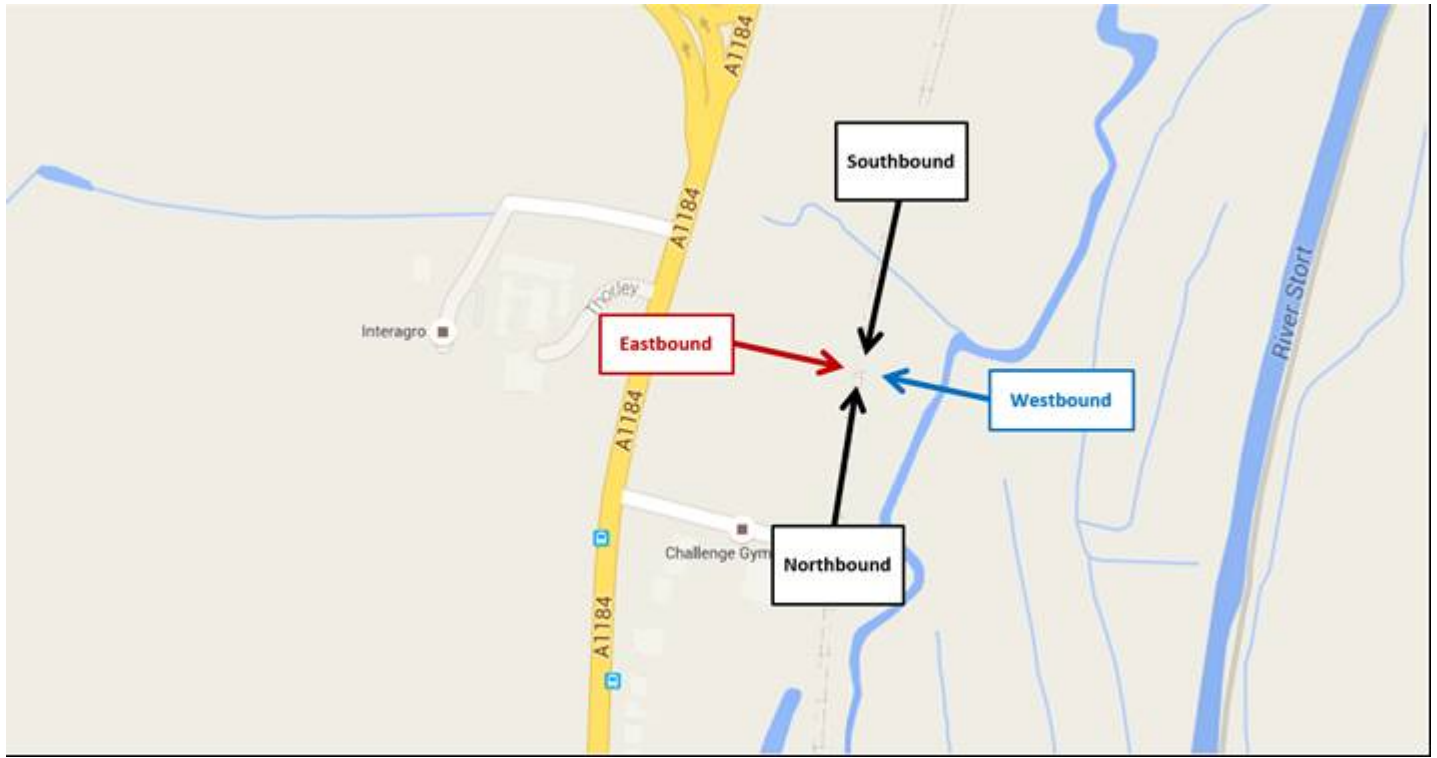 A1184
Southbound
A1184
Thorley
Interagro
Eastbound
River Stort
Westbound
A1184
Challenge Gym
Northbound
A1184